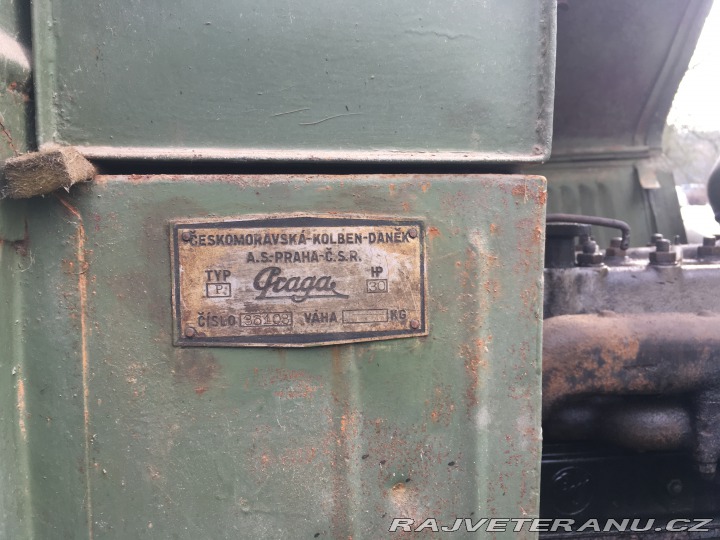 ČESKOMORAVSKÁ-KOLBEN-DANĚK
A.S.-PRAHA-Č.S.R.
TYP Praga HP
30
ČÍSLO VÁHA KG
RAJVETERANU.CZ